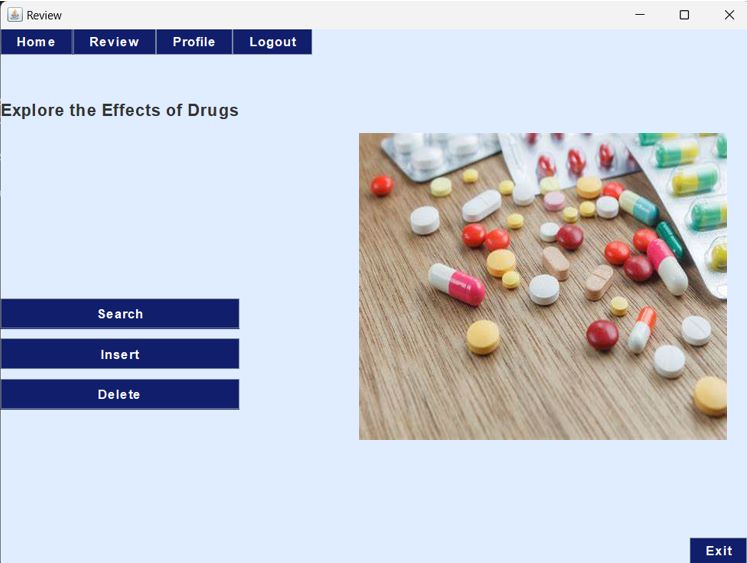 Review
Home Review Profile Logout
Explore the Effects of Drugs
Search
Insert
Delete
Exit